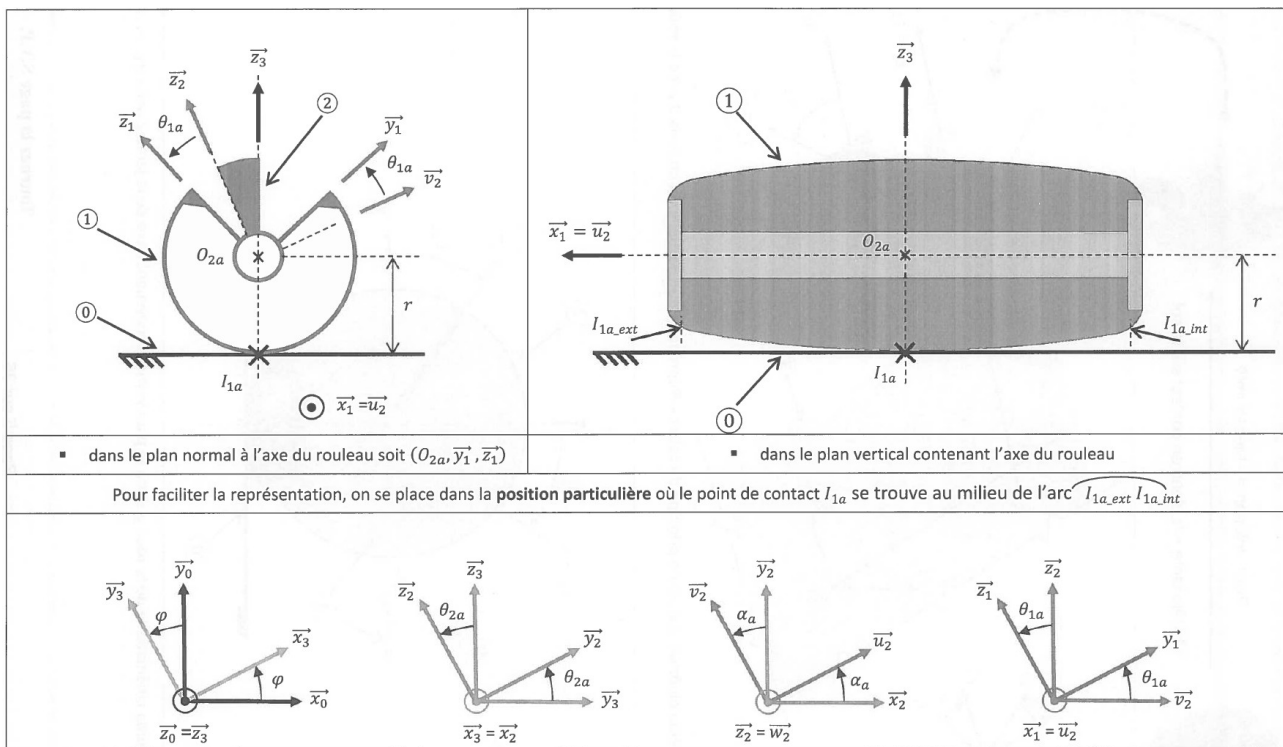 z₃
z₂
②
z₁
θ₁ₐ
y₁
θ₁ₐ
v₂
①
O₂ₐ
r
⓪
I₁ₐ
x₁ = u₂
▪ dans le plan normal à l'axe du rouleau soit (O₂ₐ, y₁, z₁)
z₃
①
x₁ = u₂
O₂ₐ
r
I₁ₐ_ext
I₁ₐ_int
I₁ₐ
⓪
▪ dans le plan vertical contenant l'axe du rouleau
Pour faciliter la représentation, on se place dans la position particulière où le point de contact I₁ₐ se trouve au milieu de l'arc I₁ₐ_ext I₁ₐ_int
y₃
y₀
φ
x₃
φ
x₀
z₀ = z₃
z₂
z₃
θ₂ₐ
y₂
θ₂ₐ
y₃
x₃ = x₂
v₂
y₂
αₐ
u₂
αₐ
x₂
z₂ = w₂
z₁
z₂
θ₁ₐ
y₁
θ₁ₐ
v₂
x₁ = u₂